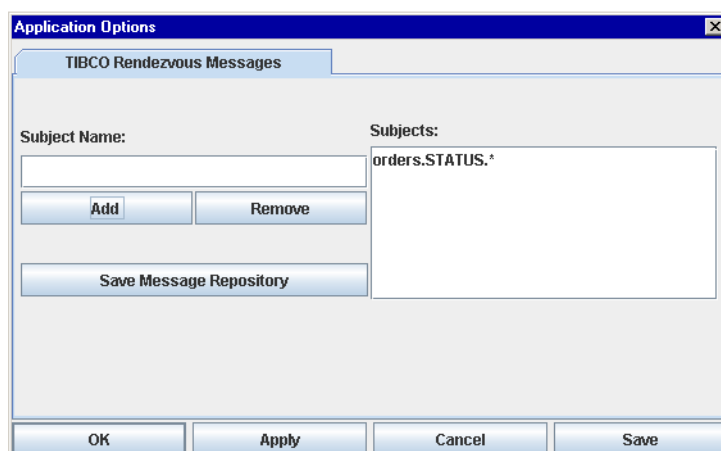 Application Options
TIBCO Rendezvous Messages
Subject Name:
Subjects:
orders.STATUS.*
Add
Remove
Save Message Repository
OK
Apply
Cancel
Save